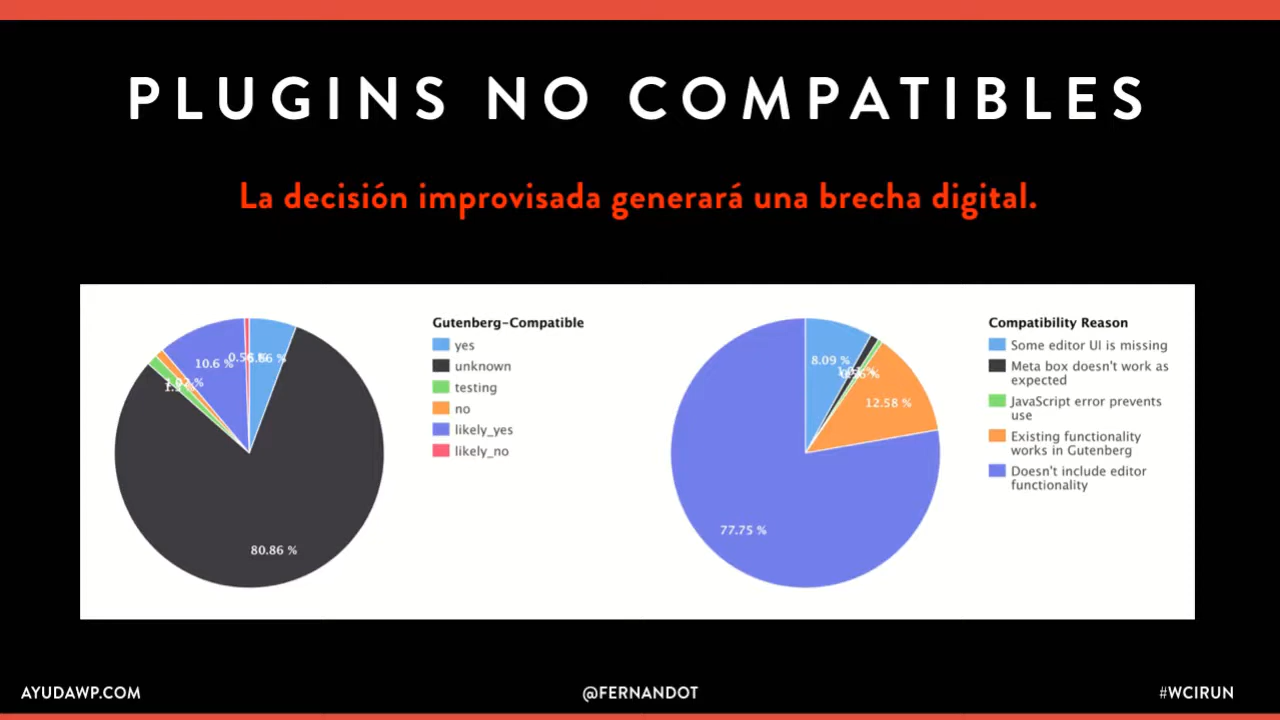 PLUGINS NO COMPATIBLES
La decisión improvisada generará una brecha digital.
Gutenberg-Compatible
yes
unknown
testing
no
likely_yes
likely_no
10.6 %
80.86 %
Compatibility Reason
Some editor UI is missing
Meta box doesn't work as
expected
JavaScript error prevents
use
Existing functionality
works in Gutenberg
Doesn't include editor
functionality
8.09 %
12.58 %
77.75 %
AYUDAWP.COM
@FERNANDOT
#WCIRUN